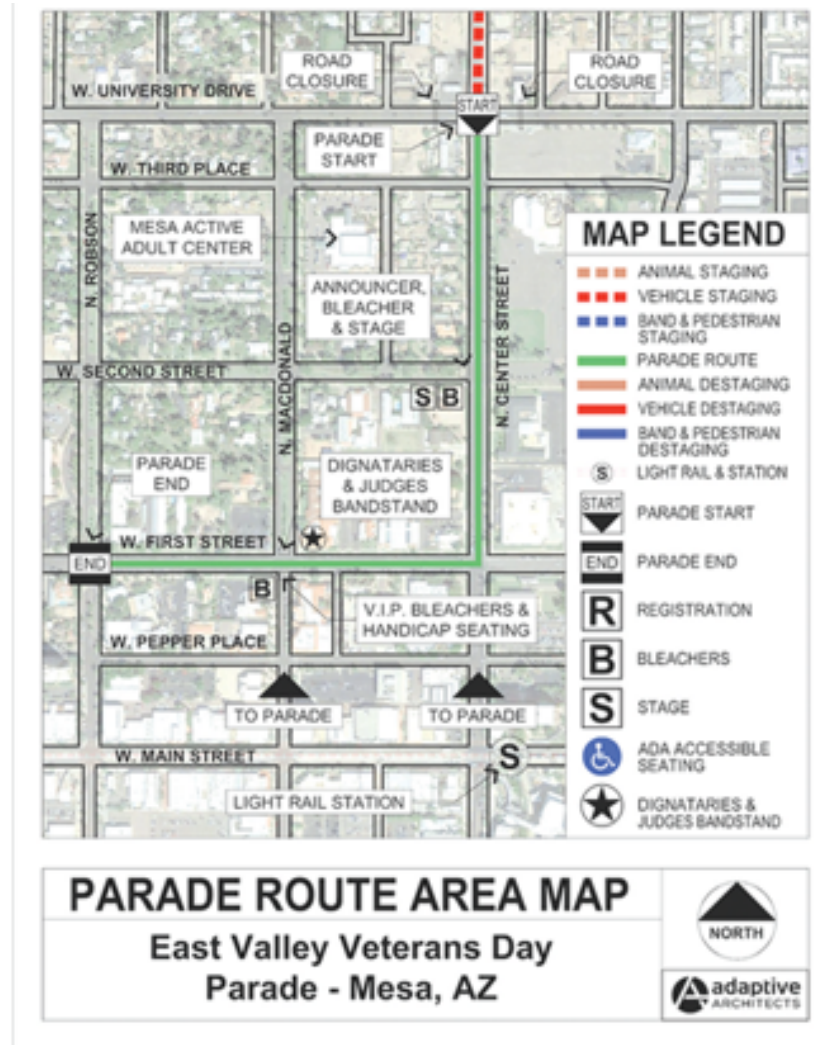 ROAD
CLOSURE
ROAD
CLOSURE
W. UNIVERSITY DRIVE
START
PARADE
START
W. THIRD PLACE
N. ROBSON
MESA ACTIVE
ADULT CENTER
ANNOUNCER,
BLEACHER
& STAGE
N. MACDONALD
N. CENTER STREET
W. SECOND STREET
S B
PARADE
END
DIGNATARIES
& JUDGES
BANDSTAND
W. FIRST STREET
END
B
V.I.P. BLEACHERS &
HANDICAP SEATING
W. PEPPER PLACE
TO PARADE
TO PARADE
W. MAIN STREET
S
LIGHT RAIL STATION
MAP LEGEND
ANIMAL STAGING
VEHICLE STAGING
BAND & PEDESTRIAN
STAGING
PARADE ROUTE
ANIMAL DESTAGING
VEHICLE DESTAGING
BAND & PEDESTRIAN
DESTAGING
S LIGHT RAIL & STATION
START PARADE START
END PARADE END
R REGISTRATION
B BLEACHERS
S STAGE
ADA ACCESSIBLE
SEATING
DIGNATARIES &
JUDGES BANDSTAND
PARADE ROUTE AREA MAP
East Valley Veterans Day
Parade - Mesa, AZ
NORTH
adaptive
ARCHITECTS